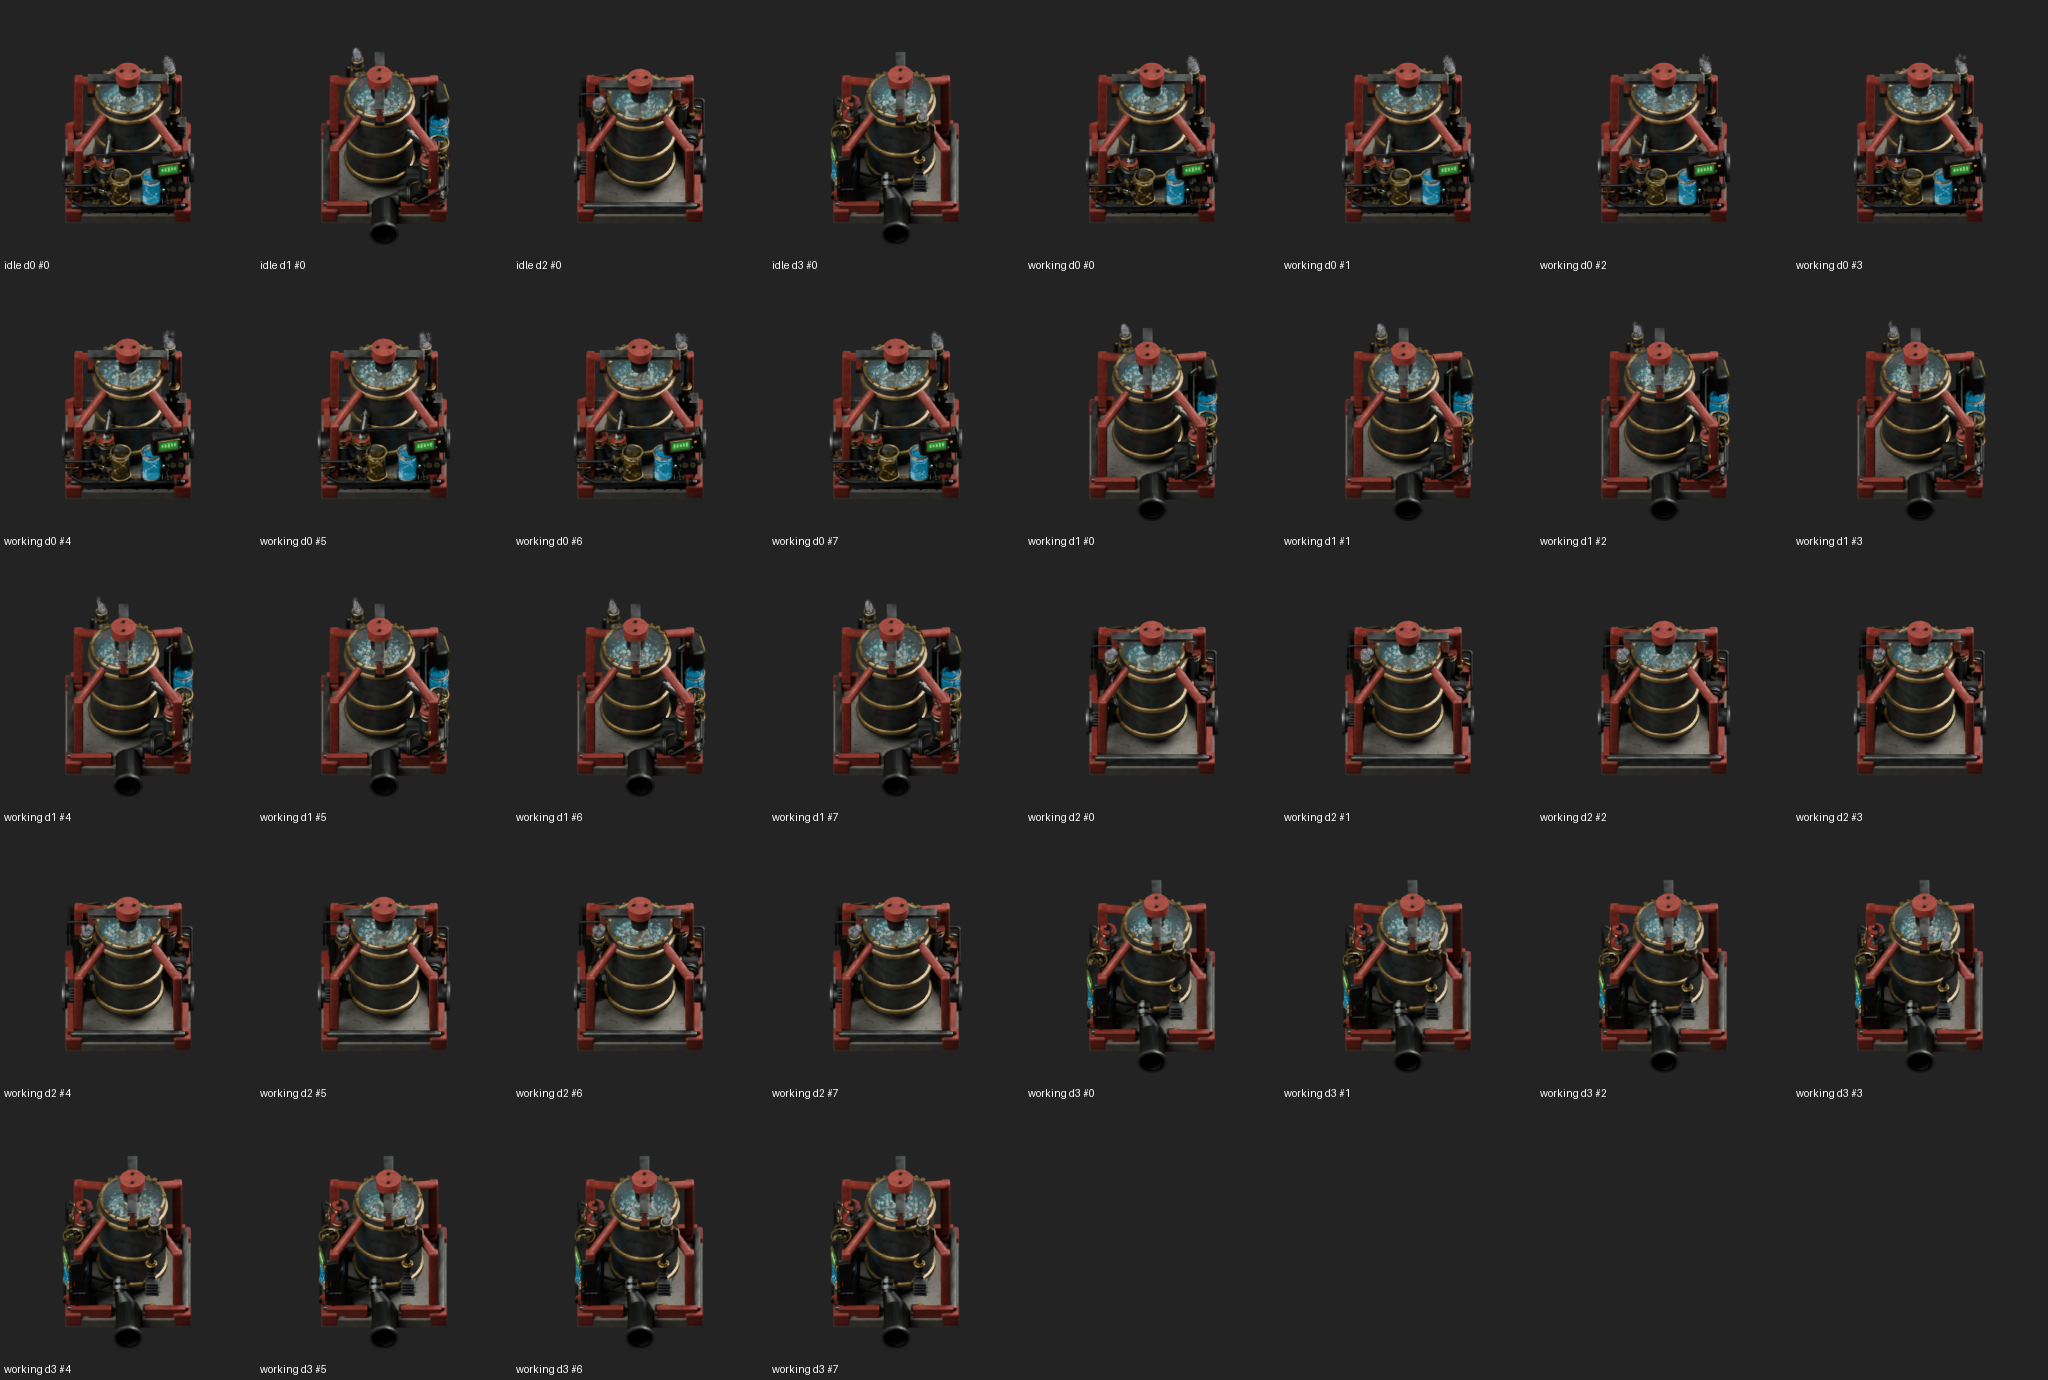 idle d0 #0
idle d1 #0
idle d2 #0
idle d3 #0
working d0 #0
working d0 #1
working d0 #2
working d0 #3
working d0 #4
working d0 #5
working d0 #6
working d0 #7
working d1 #0
working d1 #1
working d1 #2
working d1 #3
working d1 #4
working d1 #5
working d1 #6
working d1 #7
working d2 #0
working d2 #1
working d2 #2
working d2 #3
working d2 #4
working d2 #5
working d2 #6
working d2 #7
working d3 #0
working d3 #1
working d3 #2
working d3 #3
working d3 #4
working d3 #5
working d3 #6
working d3 #7